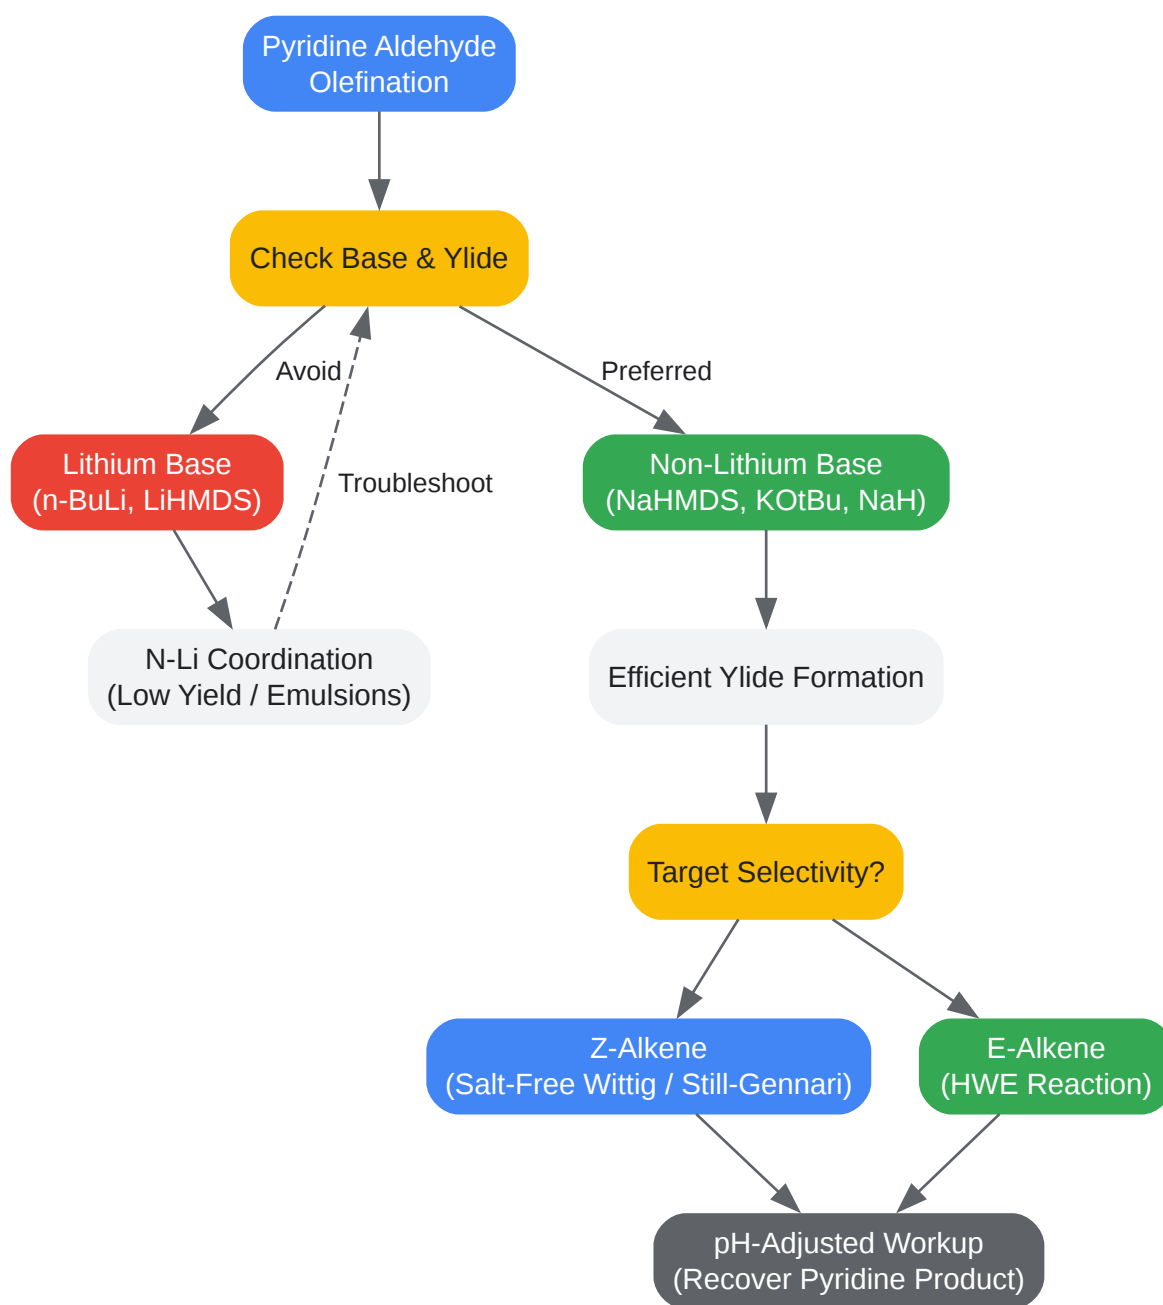 Pyridine Aldehyde
Olefination
Check Base & Ylide
Avoid
Preferred
Lithium Base
(n-BuLi, LiHMDS)
Troubleshoot
Non-Lithium Base
(NaHMDS, KOtBu, NaH)
N-Li Coordination
(Low Yield / Emulsions)
Efficient Ylide Formation
Target Selectivity?
Z-Alkene
(Salt-Free Wittig / Still-Gennari)
E-Alkene
(HWE Reaction)
pH-Adjusted Workup
(Recover Pyridine Product)